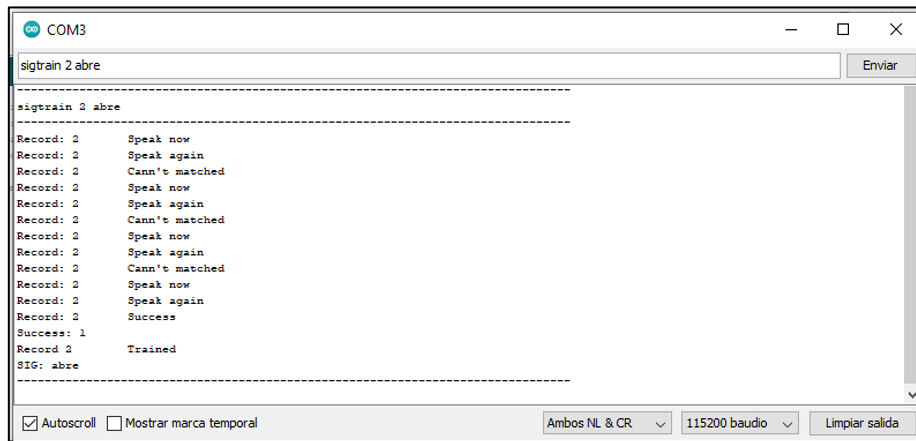 COM3
sigtrain 2 abre Enviar
--------------------------------------------------------------------------------
sigtrain 2 abre
--------------------------------------------------------------------------------
Record: 2 Speak now
Record: 2 Speak again
Record: 2 Cann't matched
Record: 2 Speak now
Record: 2 Speak again
Record: 2 Cann't matched
Record: 2 Speak now
Record: 2 Speak again
Record: 2 Cann't matched
Record: 2 Speak now
Record: 2 Speak again
Record: 2 Success
Success: 1
Record 2 Trained
SIG: abre
--------------------------------------------------------------------------------
Autoscroll Mostrar marca temporal Ambos NL & CR 115200 baudio Limpiar salida